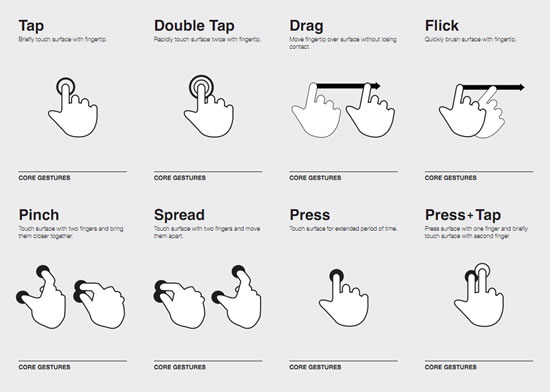 Tap
Briefly touch surface with fingertip.
Double Tap
Rapidly touch surface twice with fingertip.
Drag
Move fingertip over surface without losing
contact.
Flick
Quickly brush surface with fingertip.
CORE GESTURES
CORE GESTURES
CORE GESTURES
CORE GESTURES
Pinch
Touch surface with two fingers and bring
them closer together.
Spread
Touch surface with two fingers and move
them apart.
Press
Touch surface for extended period of time.
Press + Tap
Press surface with one finger and briefly
touch surface with second finger.
CORE GESTURES
CORE GESTURES
CORE GESTURES
CORE GESTURES